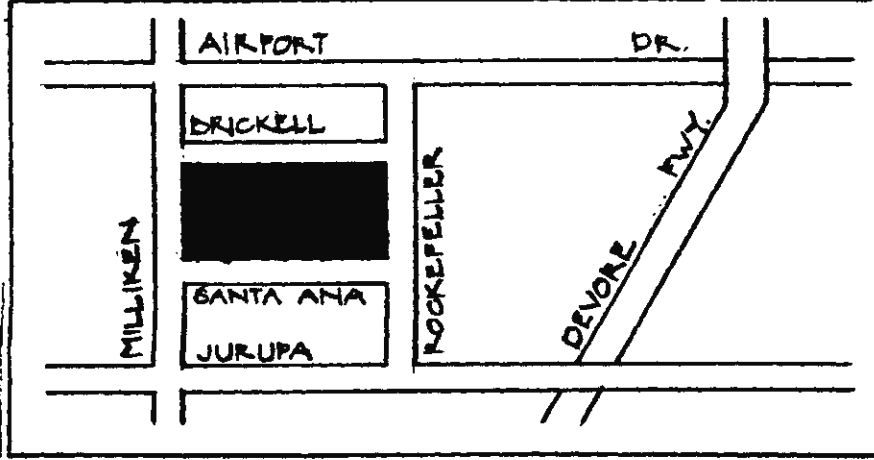 AIRPORT DR.
BRICKELL
MILLIKEN
ROCKEFELLER
DEVORE FWY.
SANTA ANA
JURUPA